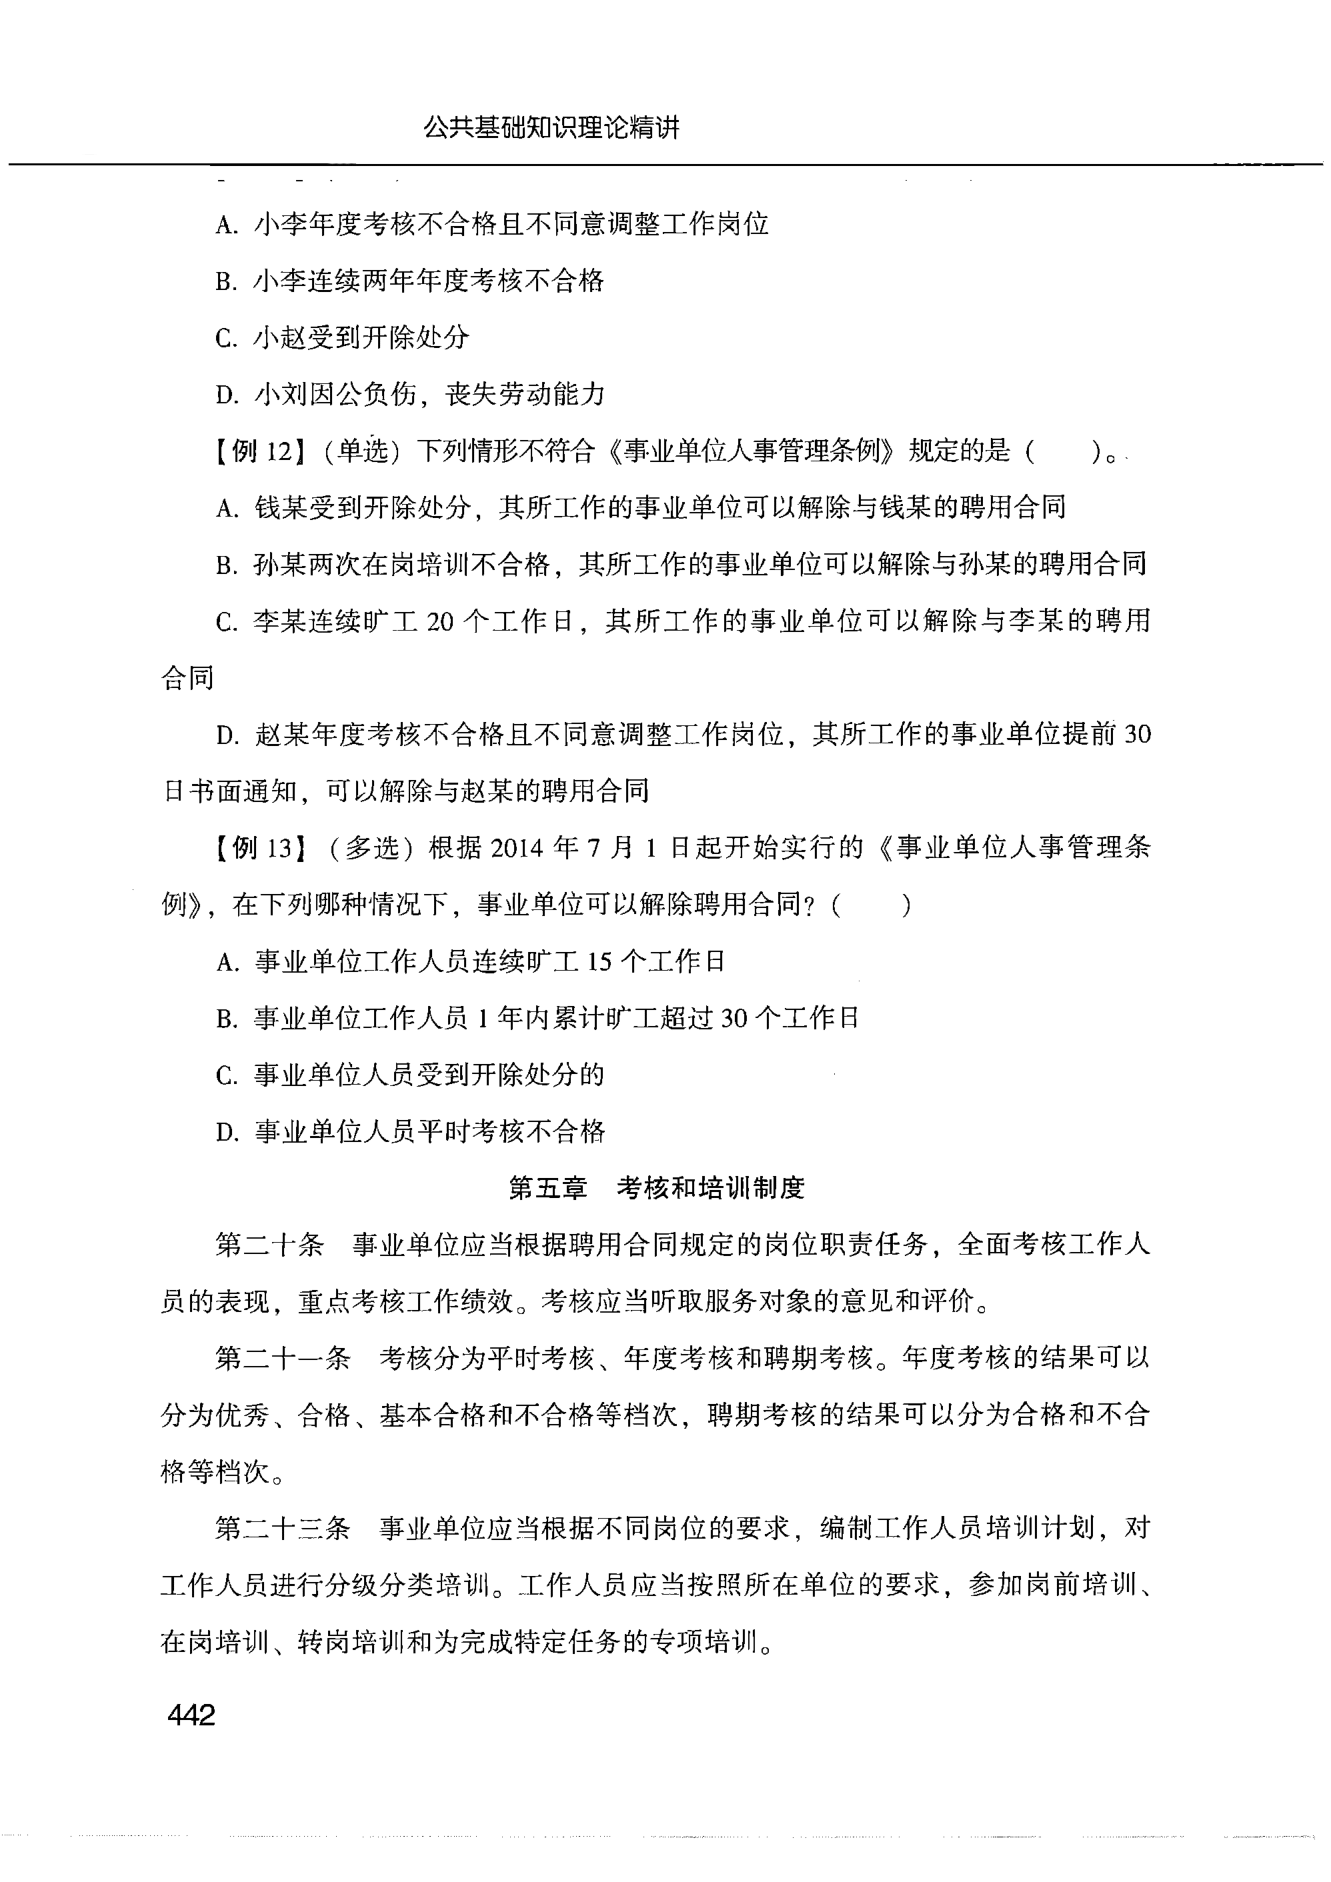 公共基础知识理论精讲
A. 小李年度考核不合格且不同意调整工作岗位
B. 小李连续两年年度考核不合格
C. 小赵受到开除处分
D. 小刘因公负伤，丧失劳动能力
【例 12】（单选）下列情形不符合《事业单位人事管理条例》规定的是（　　）。
A. 钱某受到开除处分，其所工作的事业单位可以解除与钱某的聘用合同
B. 孙某两次在岗培训不合格，其所工作的事业单位可以解除与孙某的聘用合同
C. 李某连续旷工 20 个工作日，其所工作的事业单位可以解除与李某的聘用
合同
D. 赵某年度考核不合格且不同意调整工作岗位，其所工作的事业单位提前 30
日书面通知，可以解除与赵某的聘用合同
【例 13】（多选）根据 2014 年 7 月 1 日起开始实行的《事业单位人事管理条
例》，在下列哪种情况下，事业单位可以解除聘用合同?（　　）
A. 事业单位工作人员连续旷工 15 个工作日
B. 事业单位工作人员 1 年内累计旷工超过 30 个工作日
C. 事业单位人员受到开除处分的
D. 事业单位人员平时考核不合格
第五章　考核和培训制度
第二十条　事业单位应当根据聘用合同规定的岗位职责任务，全面考核工作人
员的表现，重点考核工作绩效。考核应当听取服务对象的意见和评价。
第二十一条　考核分为平时考核、年度考核和聘期考核。年度考核的结果可以
分为优秀、合格、基本合格和不合格等档次，聘期考核的结果可以分为合格和不合
格等档次。
第二十三条　事业单位应当根据不同岗位的要求，编制工作人员培训计划，对
工作人员进行分级分类培训。工作人员应当按照所在单位的要求，参加岗前培训、
在岗培训、转岗培训和为完成特定任务的专项培训。
442